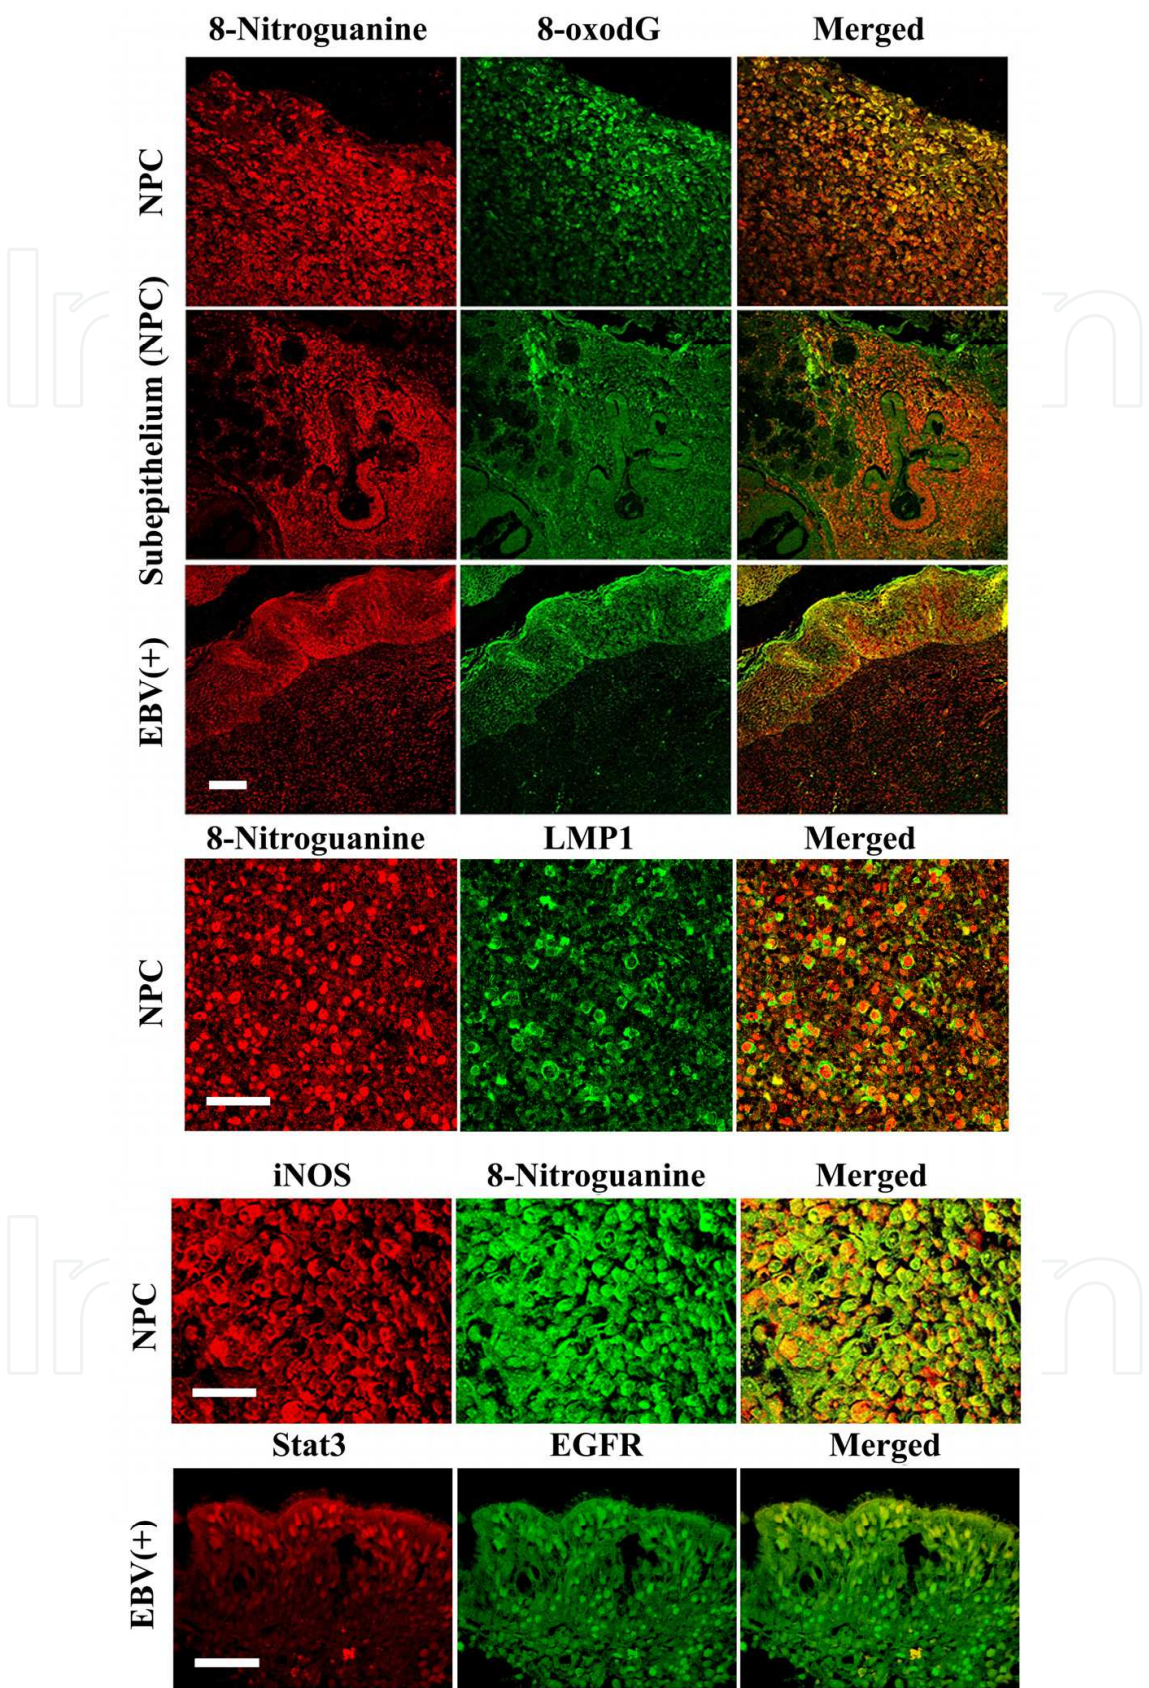 8-Nitroguanine 8-oxodG Merged
NPC
Subepithelium (NPC)
EBV(+)
8-Nitroguanine LMP1 Merged
NPC
iNOS 8-Nitroguanine Merged
NPC
Stat3 EGFR Merged
EBV(+)